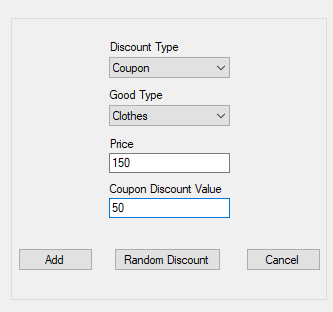 Discount Type
Coupon
Good Type
Clothes
Price
150
Coupon Discount Value
50
Add Random Discount Cancel